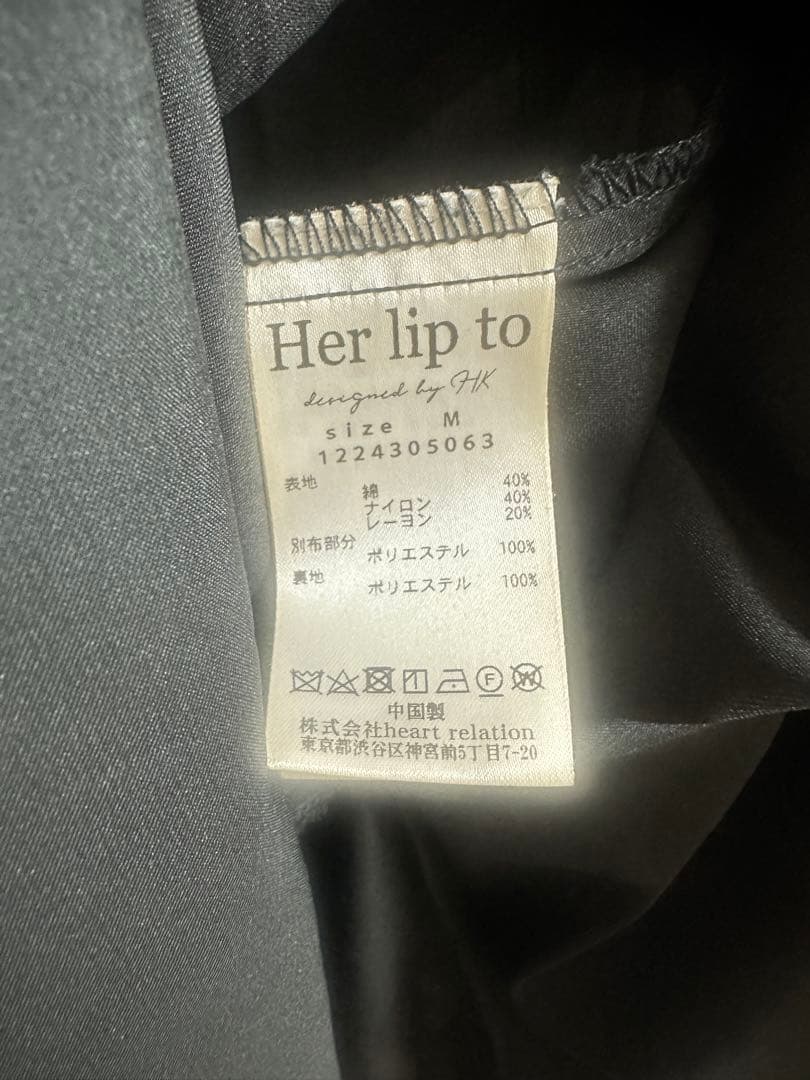 Her lip to
designed by HK
size M
1224305063
表地 綿 40%
ナイロン 40%
レーヨン 20%
別布部分 ポリエステル 100%
裏地 ポリエステル 100%
F W
中国製
株式会社heart relation
東京都渋谷区神宮前5丁目7-20